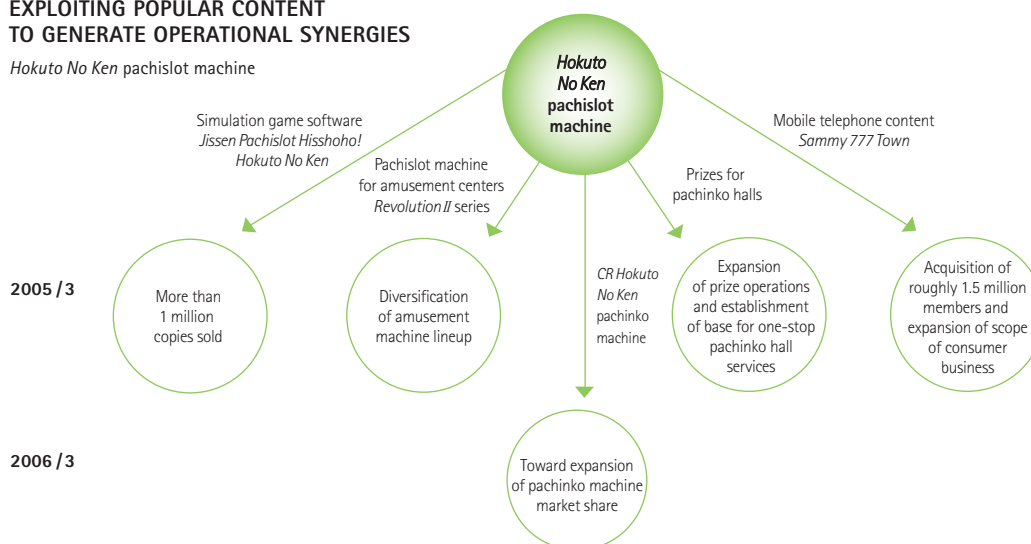 EXPLOITING POPULAR CONTENT
TO GENERATE OPERATIONAL SYNERGIES
Hokuto No Ken pachislot machine
Hokuto
No Ken
pachislot
machine
Simulation game software
Jissen Pachislot Hisshoho!
Hokuto No Ken
Pachislot machine
for amusement centers
Revolution II series
Prizes for
pachinko halls
Mobile telephone content
Sammy 777 Town
2005/3
More than
1 million
copies sold
Diversification
of amusement
machine lineup
CR Hokuto
No Ken
pachinko
machine
Expansion
of prize operations
and establishment
of base for one-stop
pachinko hall
services
Acquisition of
roughly 1.5 million
members and
expansion of scope
of consumer
business
2006/3
Toward expansion
of pachinko machine
market share